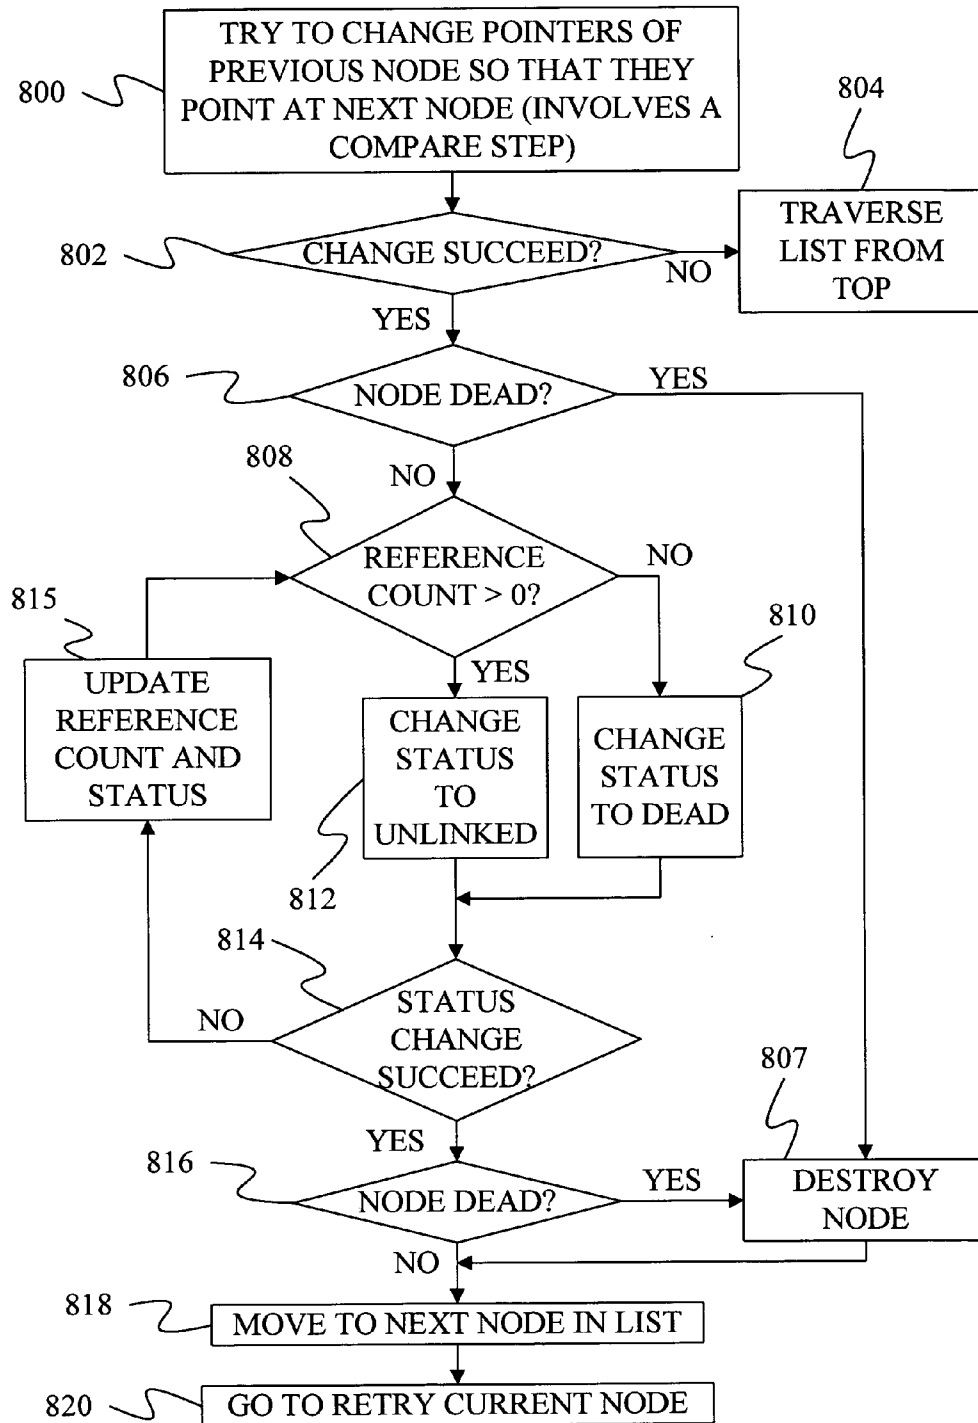 TRY TO CHANGE POINTERS OF
PREVIOUS NODE SO THAT THEY
POINT AT NEXT NODE (INVOLVES A
COMPARE STEP)
800
804
TRAVERSE
LIST FROM
TOP
802
CHANGE SUCCEED?
NO
YES
806
NODE DEAD?
YES
NO
808
REFERENCE
COUNT > 0?
NO
815
810
YES
UPDATE
REFERENCE
COUNT AND
STATUS
CHANGE
STATUS
TO
UNLINKED
CHANGE
STATUS
TO DEAD
812
814
STATUS
CHANGE
SUCCEED?
NO
807
YES
816
NODE DEAD?
YES
DESTROY
NODE
NO
818
MOVE TO NEXT NODE IN LIST
820
GO TO RETRY CURRENT NODE